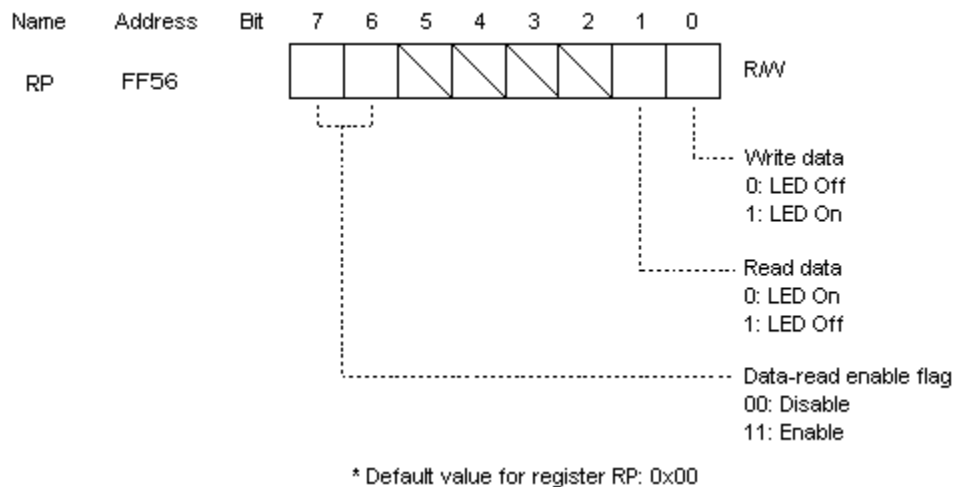 Name Address Bit 7 6 5 4 3 2 1 0
RP FF56 R/W
Write data
0: LED Off
1: LED On
Read data
0: LED On
1: LED Off
Data-read enable flag
00: Disable
11: Enable
* Default value for register RP: 0x00